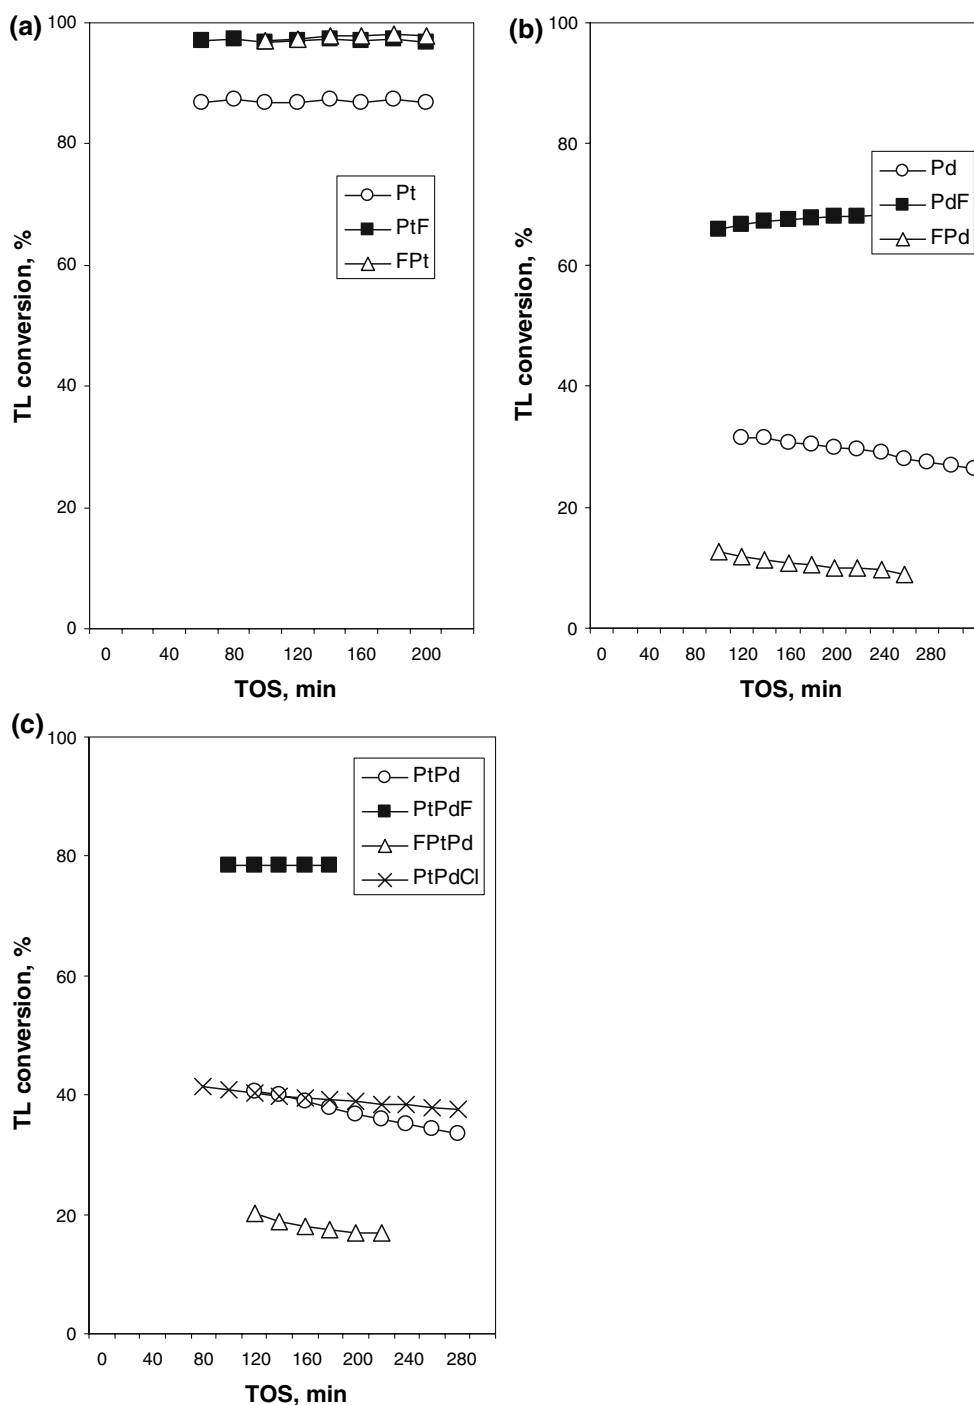 (a)
100
80
60
40
20
0
TL conversion, %
Pt
PtF
FPt
0 40 80 120 160 200
TOS, min
(b)
100
80
60
40
20
0
TL conversion, %
Pd
PdF
FPd
0 80 120 160 200 240 280
TOS, min
(c)
100
80
60
40
20
0
TL conversion, %
PtPd
PtPdF
FPtPd
PtPdCl
0 40 80 120 160 200 240 280
TOS, min